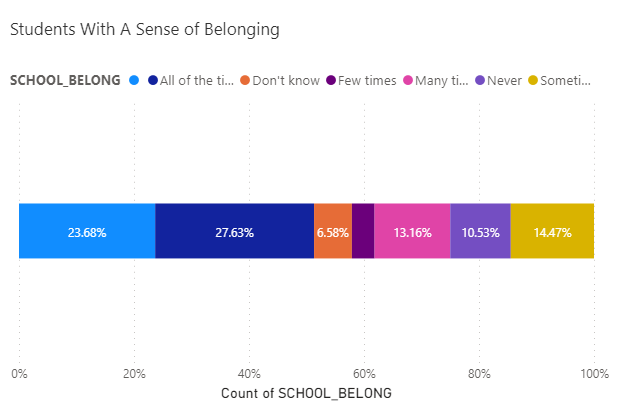 Students With A Sense of Belonging
SCHOOL_BELONG All of the ti... Don't know Few times Many ti... Never Someti...
23.68% 27.63% 6.58% 13.16% 10.53% 14.47%
0% 20% 40% 60% 80% 100%
Count of SCHOOL_BELONG